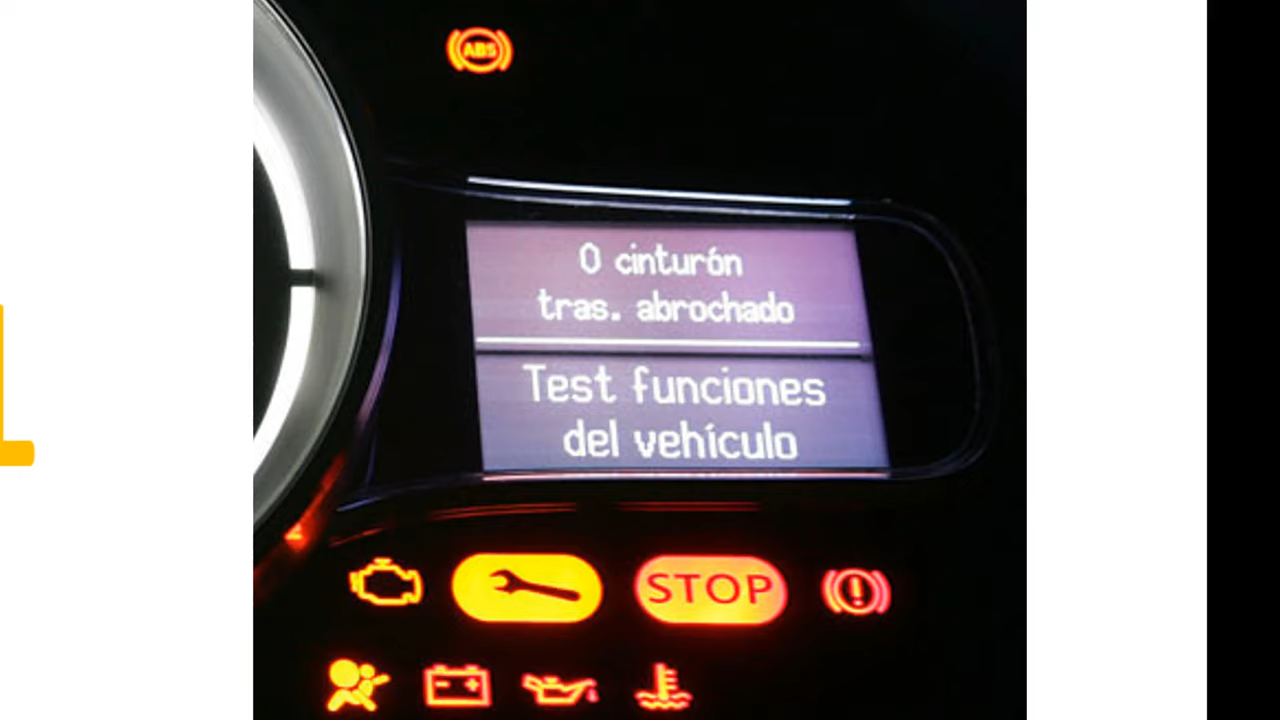 ABS
0 cinturón
tras. abrochado
Test funciones
del vehículo
STOP